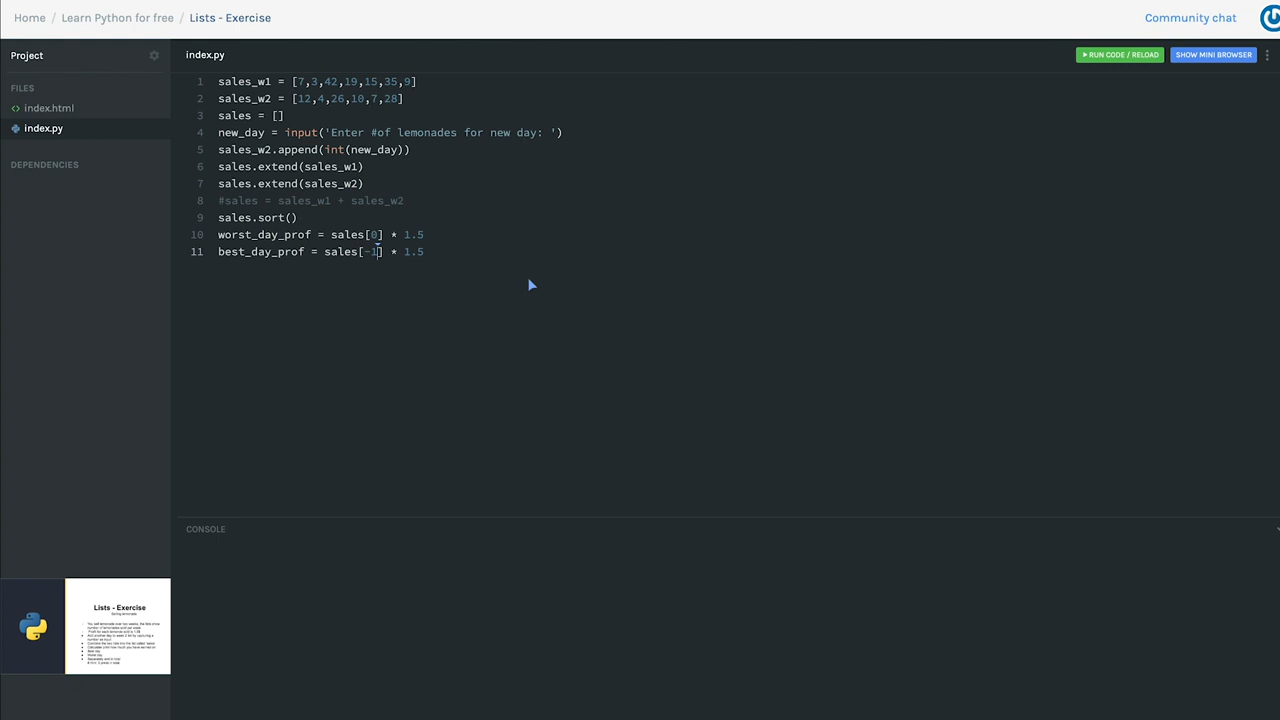 Home / Learn Python for free / Lists - Exercise
Community chat
Project
index.py
RUN CODE / RELOAD
SHOW MINI BROWSER
FILES
index.html
index.py
DEPENDENCIES
1 sales_w1 = [7,3,42,19,15,35,9]
2 sales_w2 = [12,4,26,10,7,28]
3 sales = []
4 new_day = input('Enter #of lemonades for new day: ')
5 sales_w2.append(int(new_day))
6 sales.extend(sales_w1)
7 sales.extend(sales_w2)
8 #sales = sales_w1 + sales_w2
9 sales.sort()
10 worst_day_prof = sales[0] * 1.5
11 best_day_prof = sales[-1] * 1.5
CONSOLE
Lists - Exercise